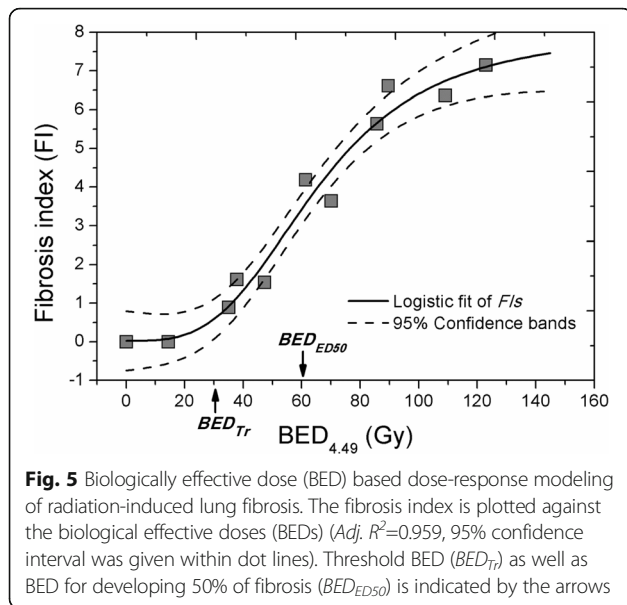 8
7
6
5
4
3
2
1
0
-1
Fibrosis index (FI)
Logistic fit of FIs
95% Confidence bands
BED_ED50
0 20 40 60 80 100 120 140 160
BED_Tr
BED_4.49 (Gy)
Fig. 5 Biologically effective dose (BED) based dose-response modeling
of radiation-induced lung fibrosis. The fibrosis index is plotted against
the biological effective doses (BEDs) (Adj. R²=0.959, 95% confidence
interval was given within dot lines). Threshold BED (BED_Tr) as well as
BED for developing 50% of fibrosis (BED_ED50) is indicated by the arrows